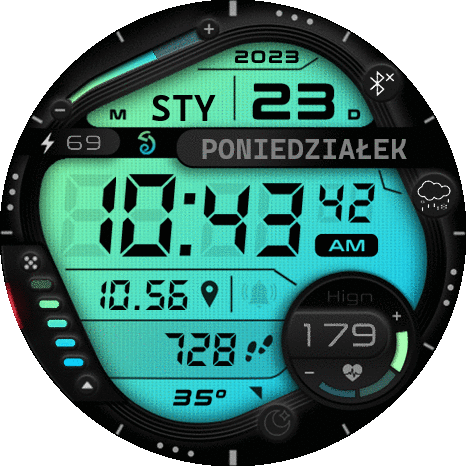 2023
M STY 23 D
69
PONIEDZIAŁEK
10:43 42
AM
10.56
Hign
179
728
35°